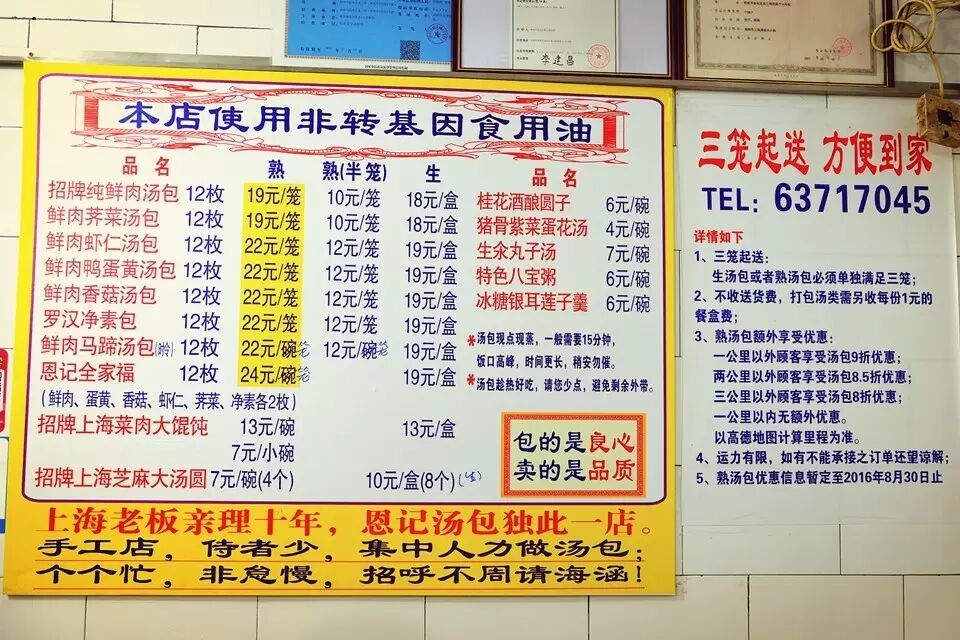 李建昌
本店使用非转基因食用油
品名 熟 熟(半笼) 生
招牌纯鲜肉汤包 12枚 19元/笼 10元/笼 18元/盒
鲜肉荠菜汤包 12枚 19元/笼 10元/笼 18元/盒
鲜肉虾仁汤包 12枚 22元/笼 12元/笼 19元/盒
鲜肉鸭蛋黄汤包 12枚 22元/笼 12元/笼 19元/盒
鲜肉香菇汤包 12枚 22元/笼 12元/笼 19元/盒
罗汉净素包 12枚 22元/笼 12元/笼 19元/盒
鲜肉马蹄汤包 12枚 22元/碗笼 12元/碗笼 19元/盒
恩记全家福 12枚 24元/碗笼 19元/盒
(鲜肉、蛋黄、香菇、虾仁、荠菜、净素各2枚)
招牌上海菜肉大馄饨 13元/碗 13元/盒
7元/小碗
招牌上海芝麻大汤圆 7元/碗(4个) 10元/盒(8个)(生)
品名
桂花酒酿圆子 6元/碗
猪骨紫菜蛋花汤 4元/碗
生汆丸子汤 7元/碗
特色八宝粥 6元/碗
冰糖银耳莲子羹 6元/碗
*汤包现点现蒸，一般需要15分钟，
饭口高峰，时间更长，稍安勿催。
*汤包趁热好吃，请您少点，避免剩余外带。
包的是良心
卖的是品质
上海老板亲理十年，恩记汤包独此一店。
手工店，侍者少，集中人力做汤包；
个个忙，非怠慢，招呼不周请海涵！
三笼起送 方便到家
TEL：63717045
详情如下
1、三笼起送：
生汤包或者熟汤包必须单独满足三笼；
2、不收送货费，打包汤类需另收每份1元的
餐盒费；
3、熟汤包额外享受优惠：
一公里以外顾客享受汤包9折优惠；
两公里以外顾客享受汤包8.5折优惠；
三公里以外顾客享受汤包8折优惠；
一公里以内无额外优惠。
以高德地图计算里程为准。
4、运力有限，如有不能承接之订单还望谅解；
5、熟汤包优惠信息暂定至2016年8月30日止